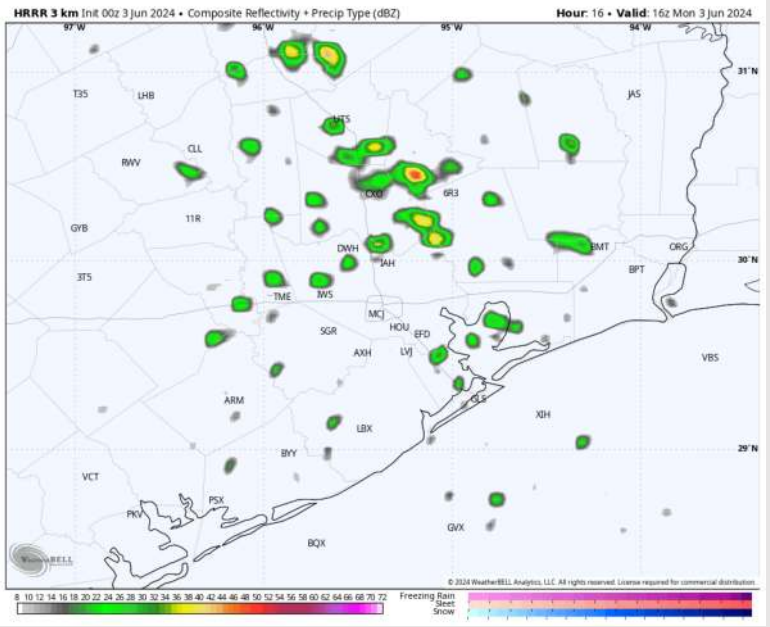 HRRR 3 km Init 00z 3 Jun 2024 • Composite Reflectivity + Precip Type (dBZ) Hour: 16 • Valid: 16z Mon 3 Jun 2024
97°W 96°W 95°W 94°W
31°N
T35 LHB JAS
UTS
CLL
RWV
CXO 6R3
11R
GYB
DWH BMT ORG
IAH 30°N
3T5 BPT
TME IWS
MCJ
SGR HOU EFD
AXH LVJ VBS
ARM GLS
XIH
LBX
29°N
BYY
VCT
PSX
PKV
GVX
BQX
WeatherBELL
© 2024 WeatherBELL Analytics, LLC. All rights reserved. License required for commercial distribution.
8 10 12 14 16 18 20 22 24 26 28 30 32 34 36 38 40 42 44 46 48 50 52 54 56 58 60 62 64 66 68 70 72
Freezing Rain
Sleet
Snow